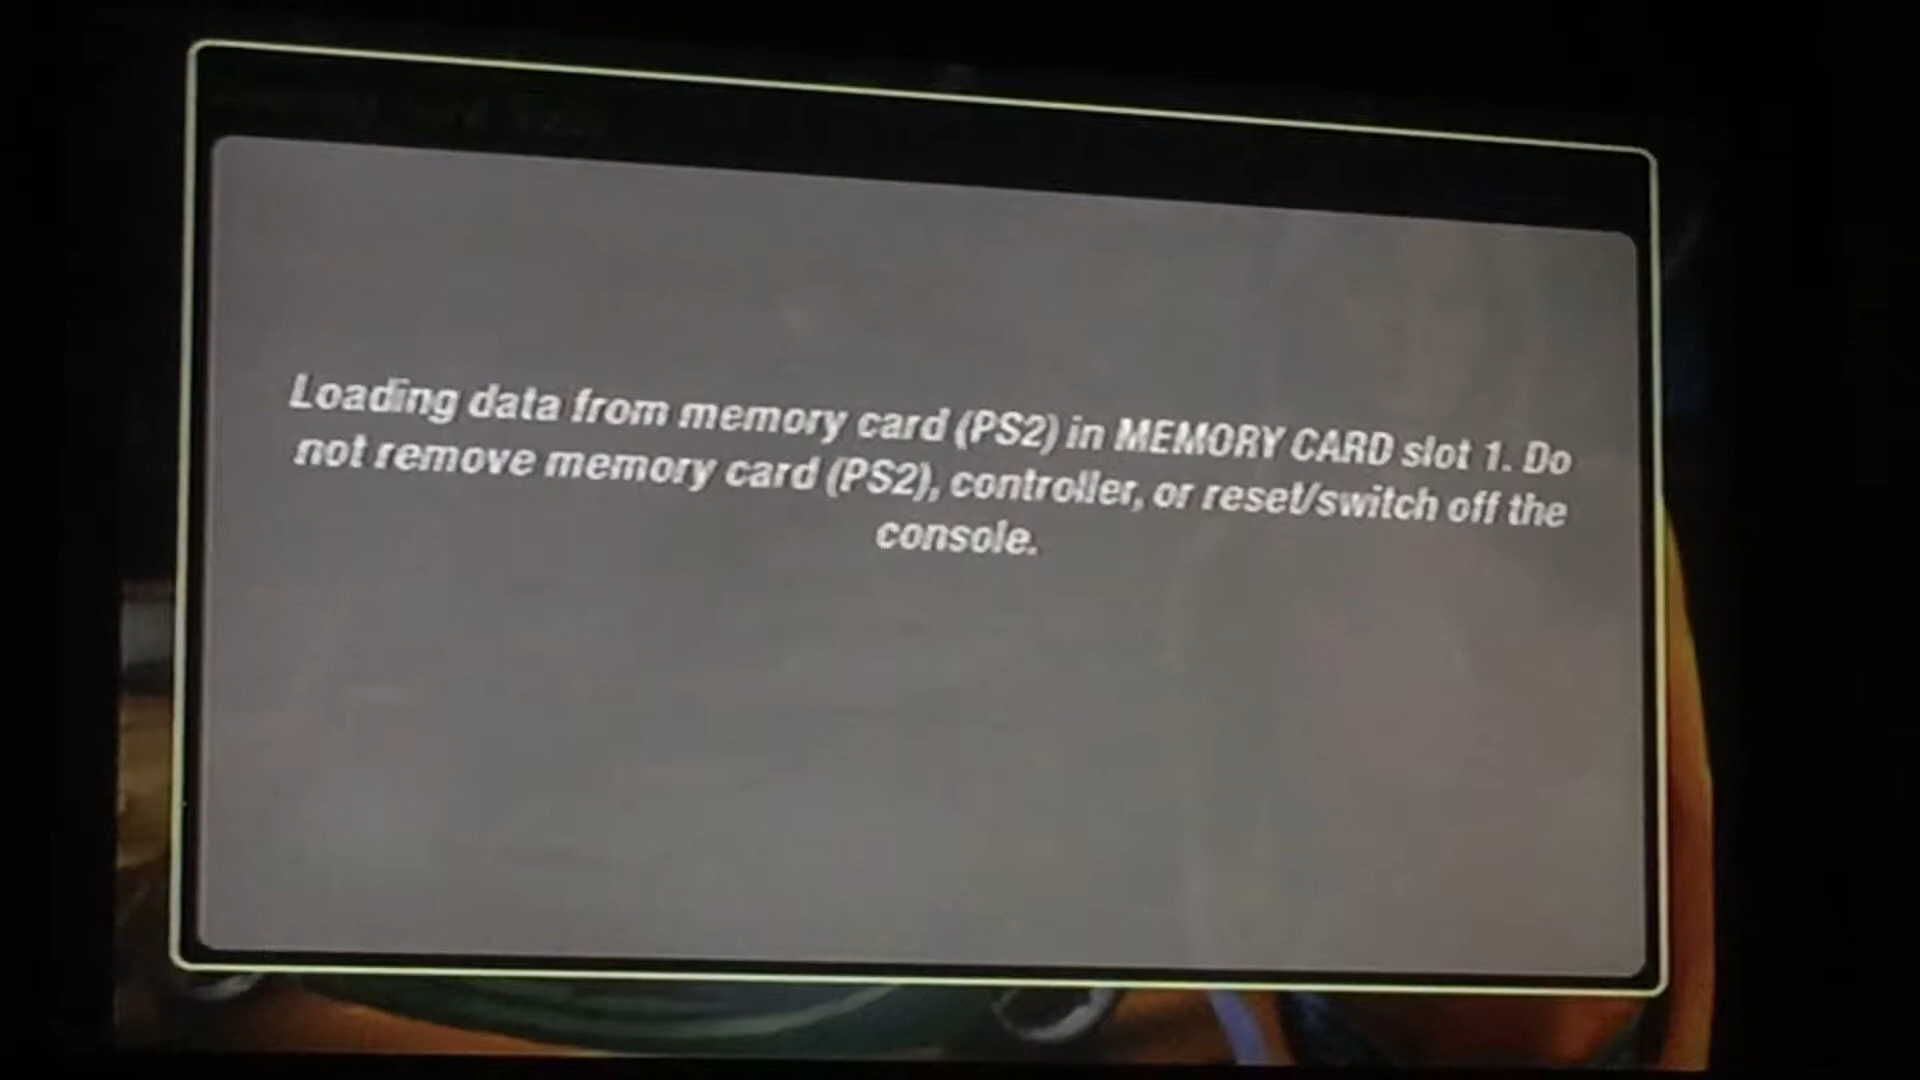 Loading data from memory card (PS2) in MEMORY CARD slot 1. Do
not remove memory card (PS2), controller, or reset/switch off the
console.